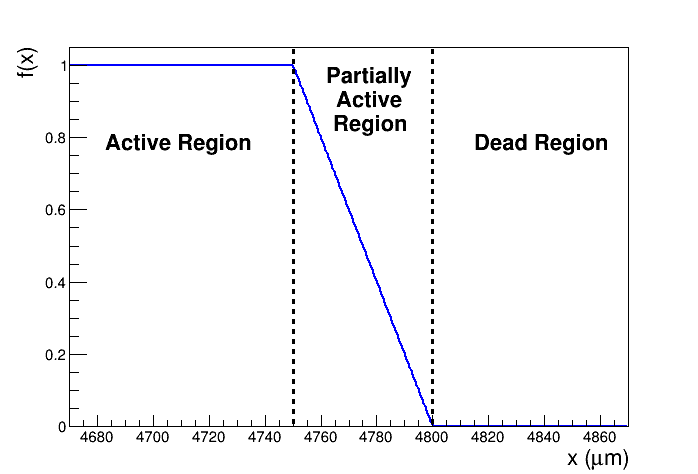 f(x)
1
0.8
0.6
0.4
0.2
0
Active Region
Partially
Active
Region
Dead Region
4680 4700 4720 4740 4760 4780 4800 4820 4840 4860
x (μm)